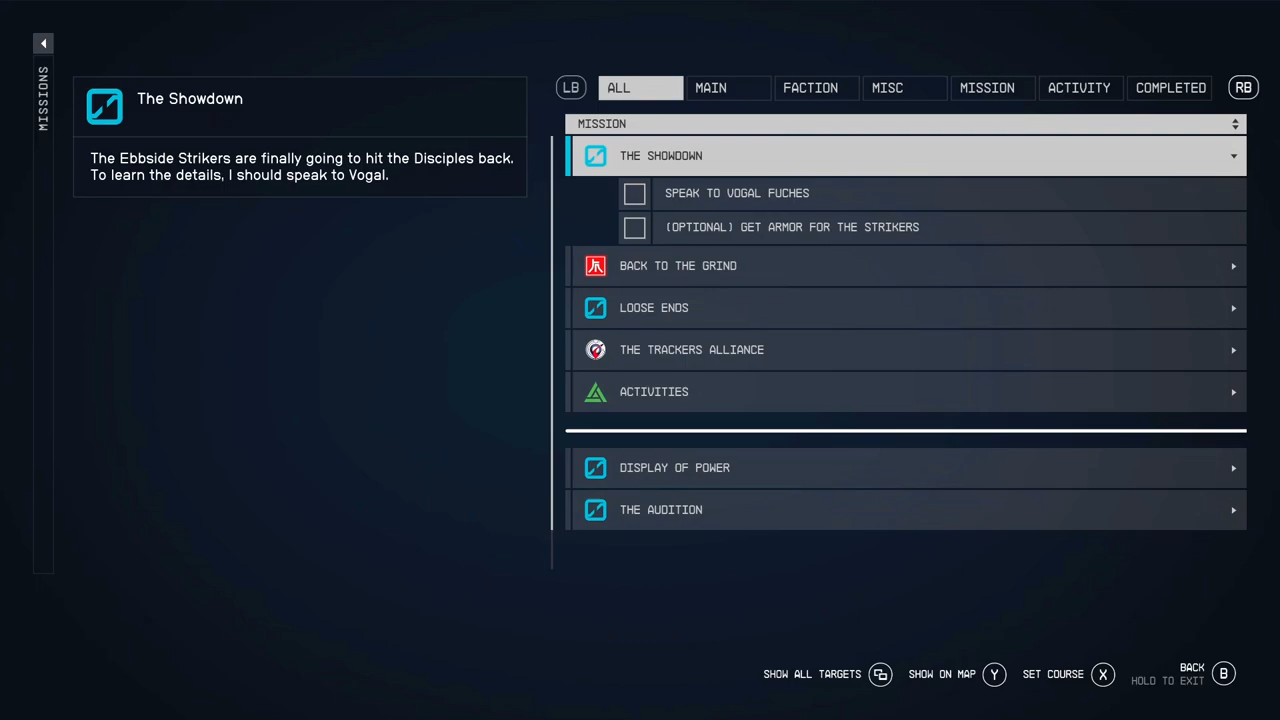 MISSIONS
The Showdown
The Ebbside Strikers are finally going to hit the Disciples back.
To learn the details, I should speak to Vogal.
LB
ALL
MAIN
FACTION
MISC
MISSION
ACTIVITY
COMPLETED
RB
MISSION
THE SHOWDOWN
SPEAK TO VOGAL FUCHES
(OPTIONAL) GET ARMOR FOR THE STRIKERS
BACK TO THE GRIND
LOOSE ENDS
THE TRACKERS ALLIANCE
ACTIVITIES
DISPLAY OF POWER
THE AUDITION
SHOW ALL TARGETS
SHOW ON MAP Y
SET COURSE X
BACK B
HOLD TO EXIT